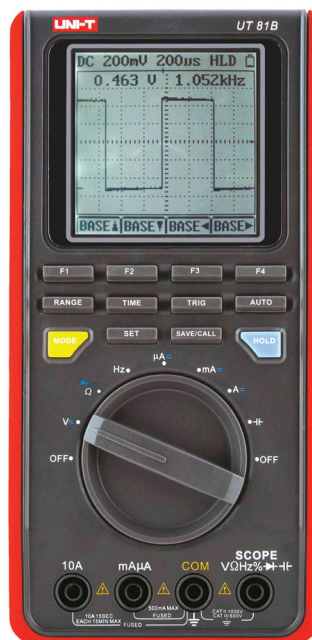 UNI-T UT 81B
DC 200mV 200us HLD
0.463 V 1.052kHz
BASE▲ BASE▼ BASE◀ BASE▶
F1 F2 F3 F4
RANGE TIME TRIG AUTO
MODE SET SAVE/CALL HOLD
µA
Hz mA
Ω A
V
OFF OFF
SCOPE
10A mAµA COM VΩHz%
500mA MAX
FUSED
10A 15SEC
EACH 15MIN MAX
FUSED
CAT II 1000V
CAT III 600V